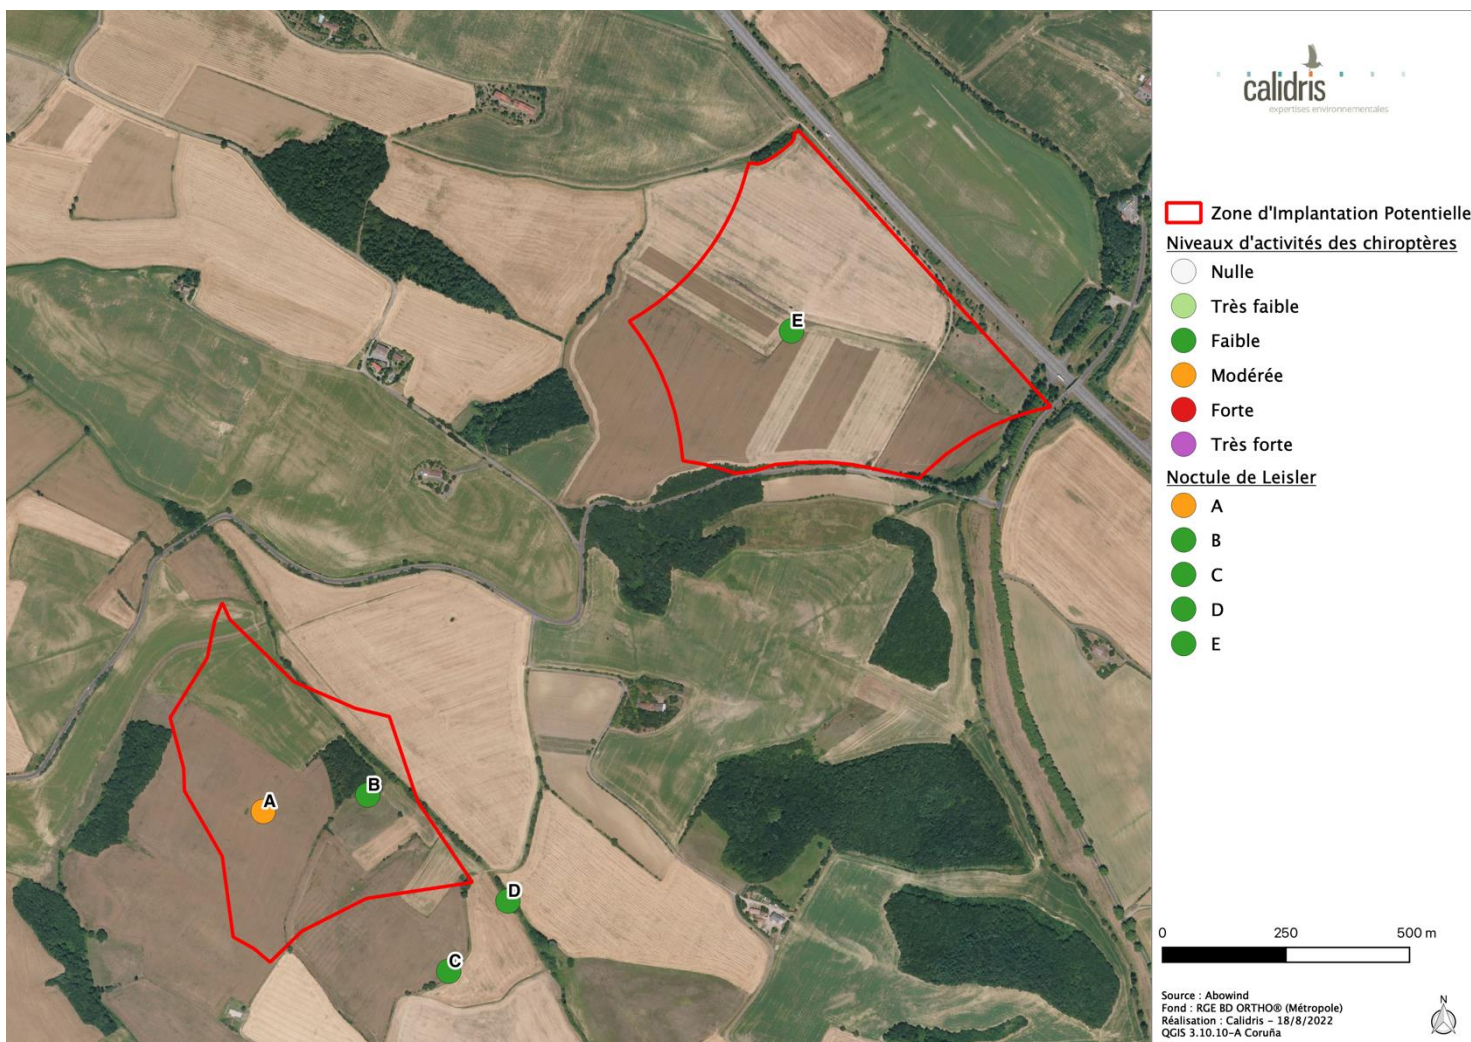 calidris
expertises environnementales
Zone d'Implantation Potentielle
Niveaux d'activités des chiroptères
Nulle
Très faible
Faible
Modérée
Forte
Très forte
Noctule de Leisler
A
B
C
D
E
E
B
A
D
C
0 250 500 m
Source : Abowind
Fond : RGE BD ORTHO® (Métropole)
Réalisation : Calidris - 18/8/2022
QGIS 3.10.10-A Coruña
N